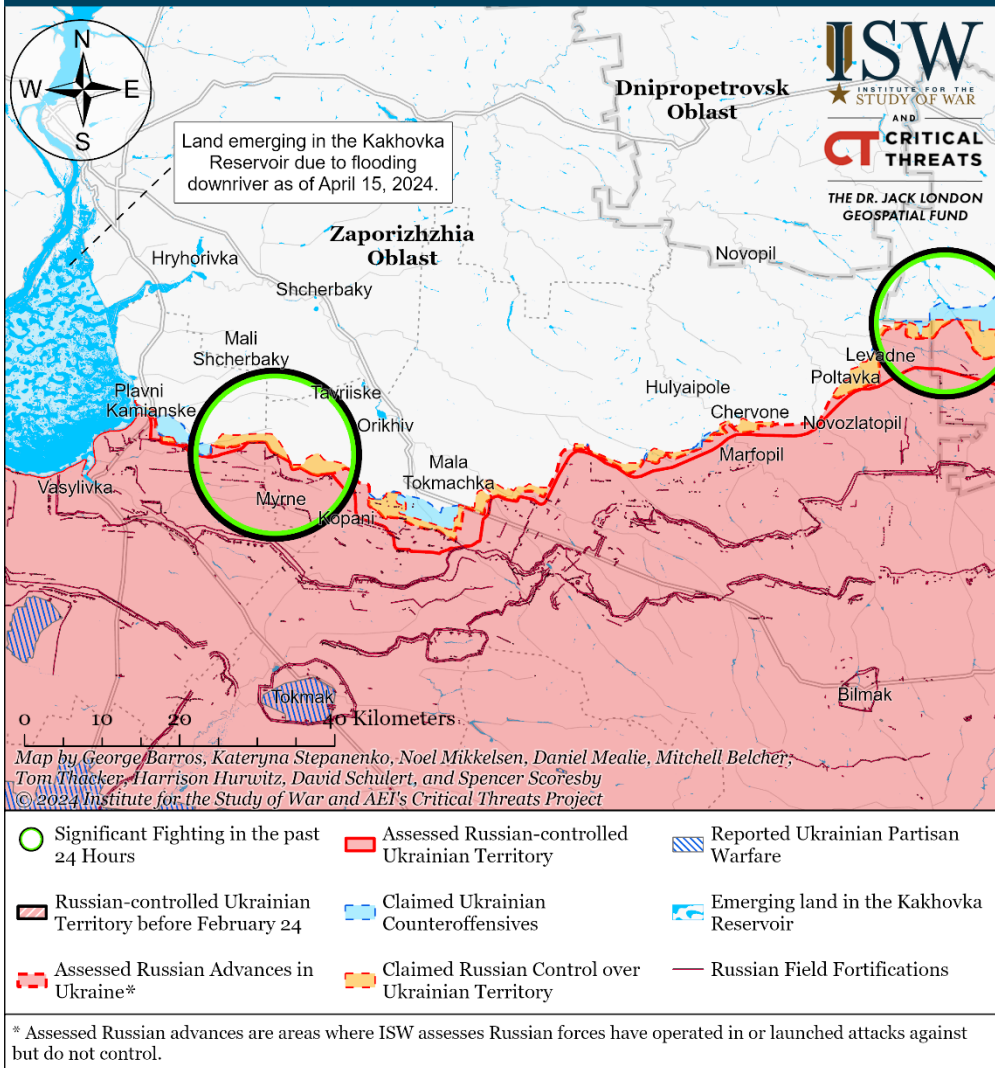 N
W E
S
ISW
INSTITUTE FOR THE
STUDY OF WAR
AND
CT CRITICAL
THREATS
THE DR. JACK LONDON
GEOSPATIAL FUND
Dnipropetrovsk
Oblast
Land emerging in the Kakhovka
Reservoir due to flooding
downriver as of April 15, 2024.
Zaporizhzhia
Oblast
Hryhorivka
Novopil
Shcherbaky
Mali
Shcherbaky
Levadne
Plavni
Kamianske
Tavriiske
Hulyaipole
Poltavka
Orikhiv
Chervone
Novozlatopil
Mala
Tokmachka
Marfopil
Vasylivka
Myrne
Kopani
Tokmak
Bilmak
0 10 20 40 Kilometers
Map by George Barros, Kateryna Stepanenko, Noel Mikkelsen, Daniel Mealie, Mitchell Belcher,
Tom Thacker, Harrison Hurwitz, David Schulert, and Spencer Scoresby
© 2024 Institute for the Study of War and AEI's Critical Threats Project
Significant Fighting in the past
24 Hours
Assessed Russian-controlled
Ukrainian Territory
Reported Ukrainian Partisan
Warfare
Russian-controlled Ukrainian
Territory before February 24
Claimed Ukrainian
Counteroffensives
Emerging land in the Kakhovka
Reservoir
Assessed Russian Advances in
Ukraine*
Claimed Russian Control over
Ukrainian Territory
Russian Field Fortifications
* Assessed Russian advances are areas where ISW assesses Russian forces have operated in or launched attacks against
but do not control.